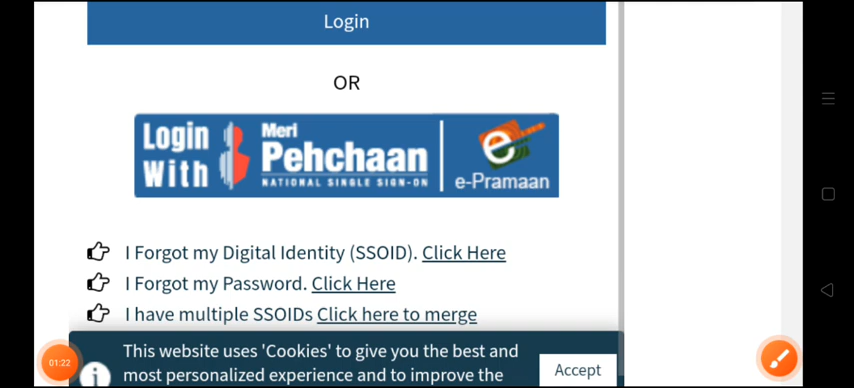 Login
OR
Login With
Meri
Pehchaan
NATIONAL SINGLE SIGN-ON
e-Pramaan
I Forgot my Digital Identity (SSOID). Click Here
I Forgot my Password. Click Here
I have multiple SSOIDs Click here to merge
This website uses 'Cookies' to give you the best and
most personalized experience and to improve the
Accept
01:22